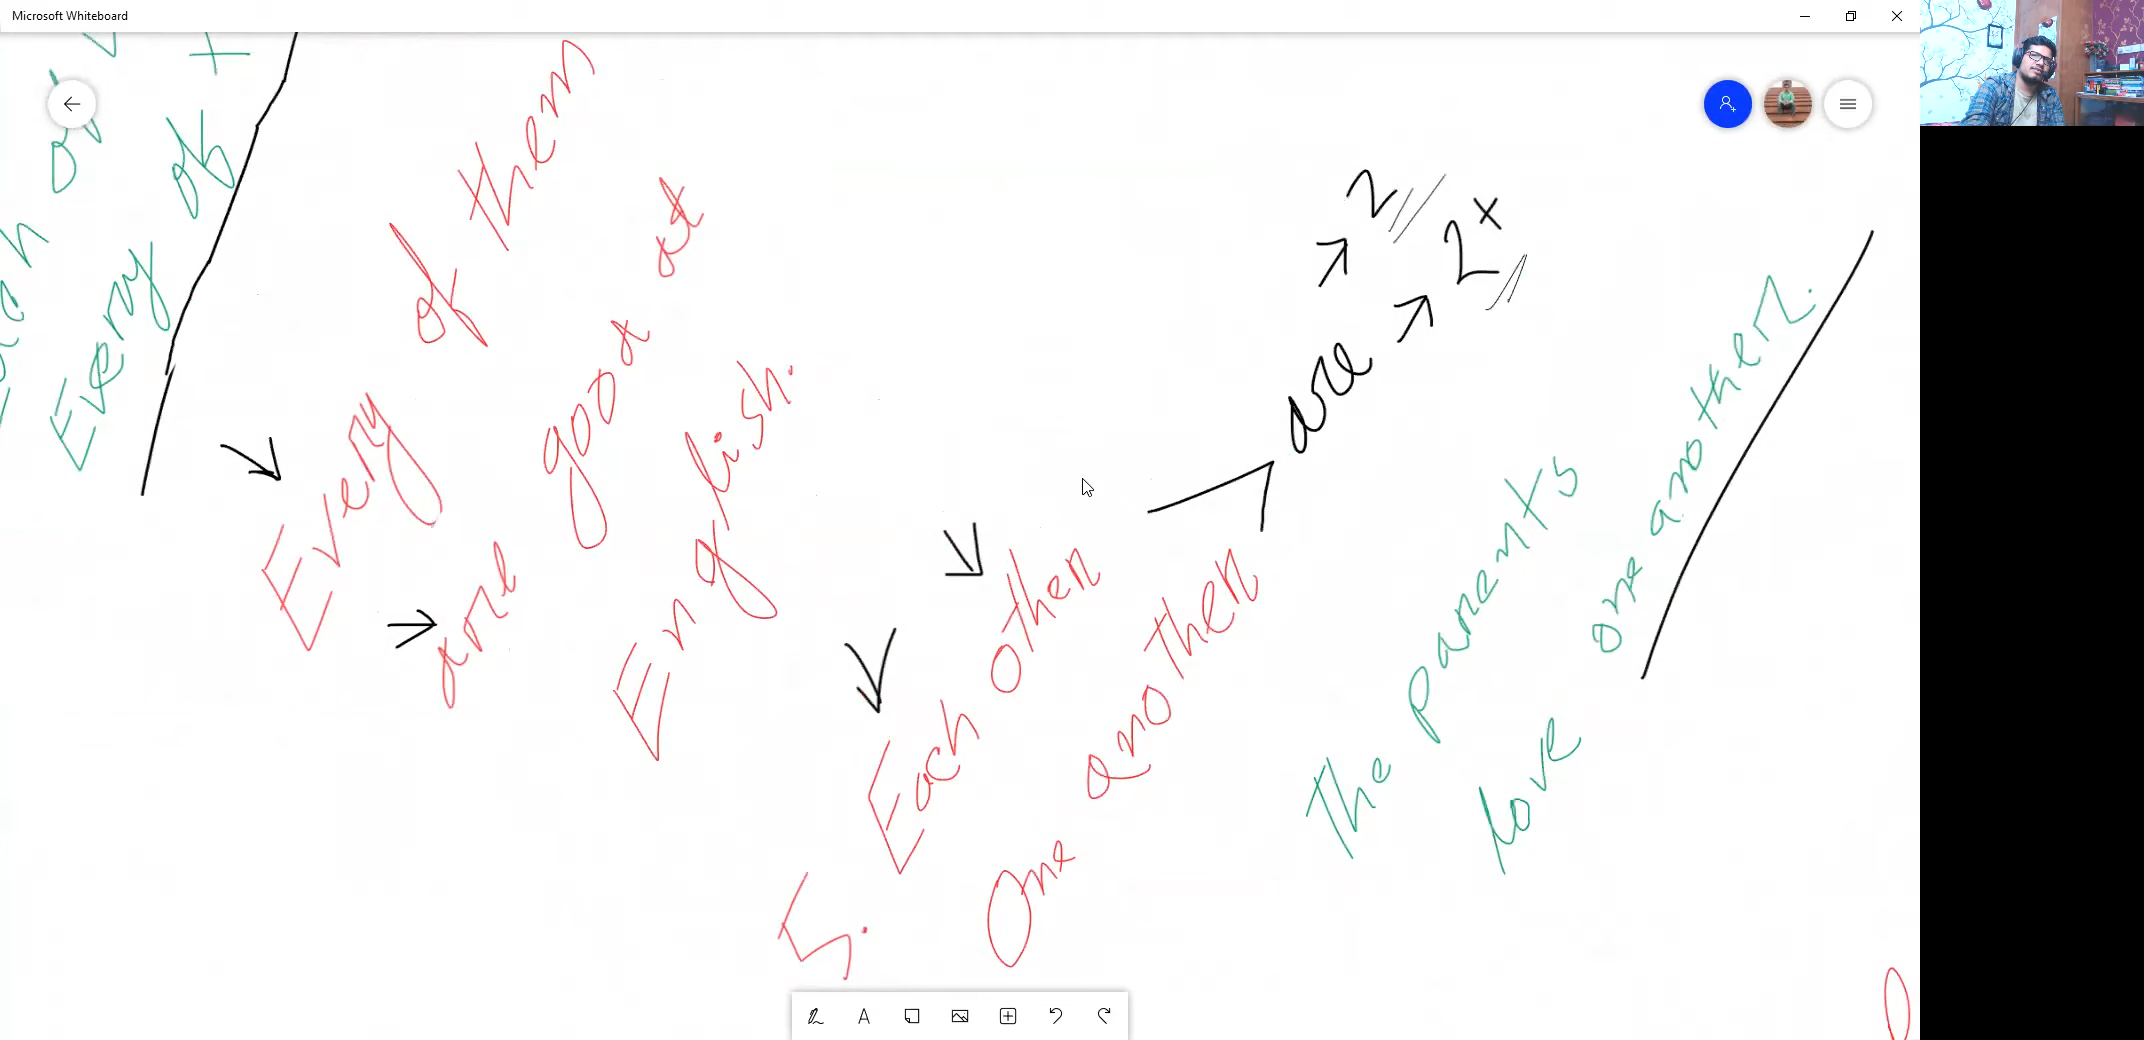 Microsoft Whiteboard
Every of
Every of them
are good at
English.
5. Each other → 2
One another → 2+
are
The parents
love one another.